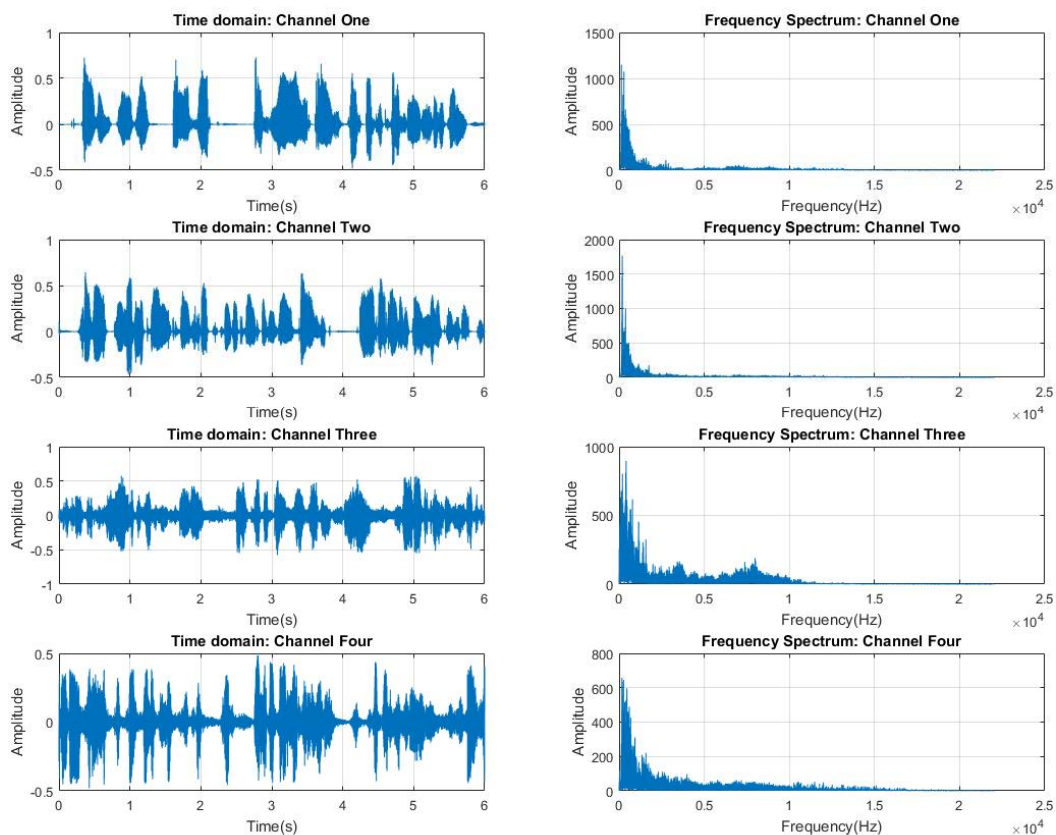 Time domain: Channel One
Amplitude
1
0.5
0
-0.5
0 1 2 3 4 5 6
Time(s)
Frequency Spectrum: Channel One
Amplitude
1500
1000
500
0
0 0.5 1 1.5 2 2.5
Frequency(Hz)
×10⁴
Time domain: Channel Two
Amplitude
1
0.5
0
-0.5
0 1 2 3 4 5 6
Time(s)
Frequency Spectrum: Channel Two
Amplitude
2000
1500
1000
500
0
0 0.5 1 1.5 2 2.5
Frequency(Hz)
×10⁴
Time domain: Channel Three
Amplitude
1
0.5
0
-0.5
-1
0 1 2 3 4 5 6
Time(s)
Frequency Spectrum: Channel Three
Amplitude
1000
500
0
0 0.5 1 1.5 2 2.5
Frequency(Hz)
×10⁴
Time domain: Channel Four
Amplitude
0.5
0
-0.5
0 1 2 3 4 5 6
Time(s)
Frequency Spectrum: Channel Four
Amplitude
800
600
400
200
0
0 0.5 1 1.5 2 2.5
Frequency(Hz)
×10⁴